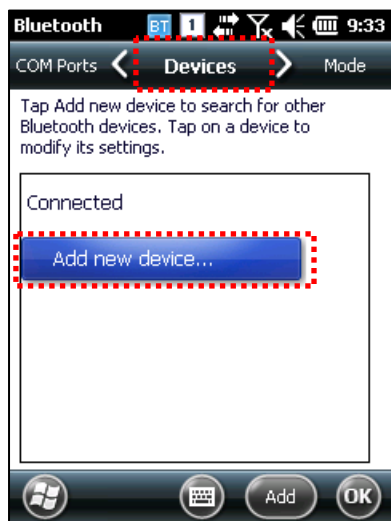 Bluetooth BT 1 9:33
COM Ports Devices Mode
Tap Add new device to search for other
Bluetooth devices. Tap on a device to
modify its settings.
Connected
Add new device...
Add OK